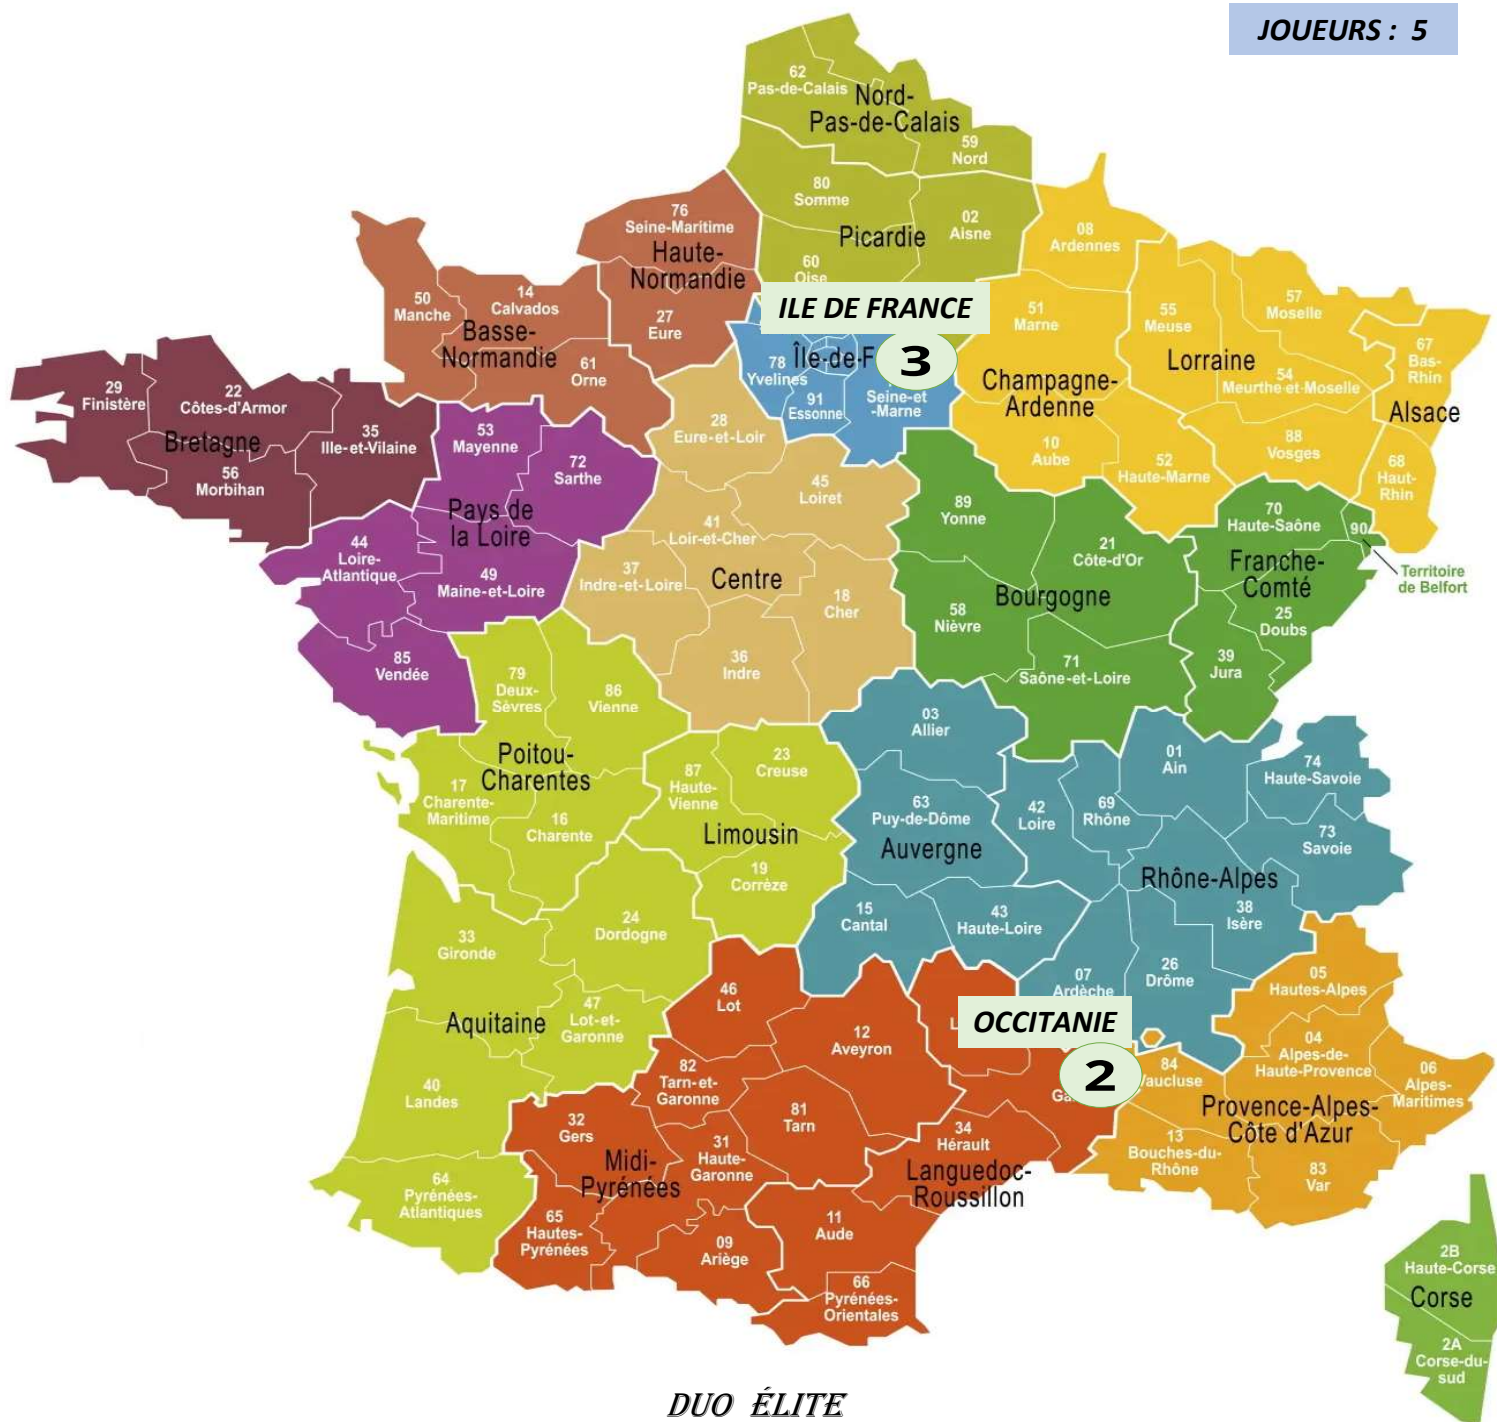 JOUEURS : 5
62
Pas-de-Calais
Nord-
Pas-de-Calais
59
Nord
80
Somme
02
Aisne
Picardie
60
Oise
76
Seine-Maritime
Haute-
Normandie
27
Eure
50
Manche
14
Calvados
Basse-
Normandie
61
Orne
08
Ardennes
51
Marne
Champagne-
Ardenne
10
Aube
52
Haute-Marne
55
Meuse
57
Moselle
Lorraine
54
Meurthe-et-Moselle
88
Vosges
67
Bas-
Rhin
Alsace
68
Haut-
Rhin
ILE DE FRANCE
3
Île-de-F
78
Yvelines
91
Essonne
Seine-et
-Marne
29
Finistère
22
Côtes-d'Armor
Bretagne
35
Ille-et-Vilaine
56
Morbihan
53
Mayenne
72
Sarthe
Pays de
la Loire
44
Loire-
Atlantique
49
Maine-et-Loire
85
Vendée
28
Eure-et-Loir
45
Loiret
41
Loir-et-Cher
37
Indre-et-Loire
Centre
18
Cher
36
Indre
89
Yonne
21
Côte-d'Or
Bourgogne
58
Nièvre
71
Saône-et-Loire
70
Haute-Saône
90
Territoire
de Belfort
Franche-
Comté
25
Doubs
39
Jura
79
Deux-
Sèvres
86
Vienne
Poitou-
Charentes
17
Charente-
Maritime
16
Charente
87
Haute-
Vienne
23
Creuse
Limousin
19
Corrèze
03
Allier
63
Puy-de-Dôme
Auvergne
15
Cantal
43
Haute-Loire
42
Loire
69
Rhône
01
Ain
74
Haute-Savoie
73
Savoie
Rhône-Alpes
38
Isère
07
Ardèche
26
Drôme
24
Dordogne
33
Gironde
47
Lot-et-
Garonne
Aquitaine
40
Landes
64
Pyrénées-
Atlantiques
46
Lot
12
Aveyron
82
Tarn-et-
Garonne
32
Gers
81
Tarn
31
Haute-
Garonne
Midi-
Pyrénées
65
Hautes-
Pyrénées
09
Ariège
OCCITANIE
2
34
Hérault
Languedoc-
Roussillon
11
Aude
66
Pyrénées-
Orientales
05
Hautes-Alpes
04
Alpes-de-
Haute-Provence
06
Alpes-
Maritimes
84
Vaucluse
Provence-Alpes-
Côte d'Azur
13
Bouches-du-
Rhône
83
Var
2B
Haute-Corse
Corse
2A
Corse-du-
sud
DUO ÉLITE